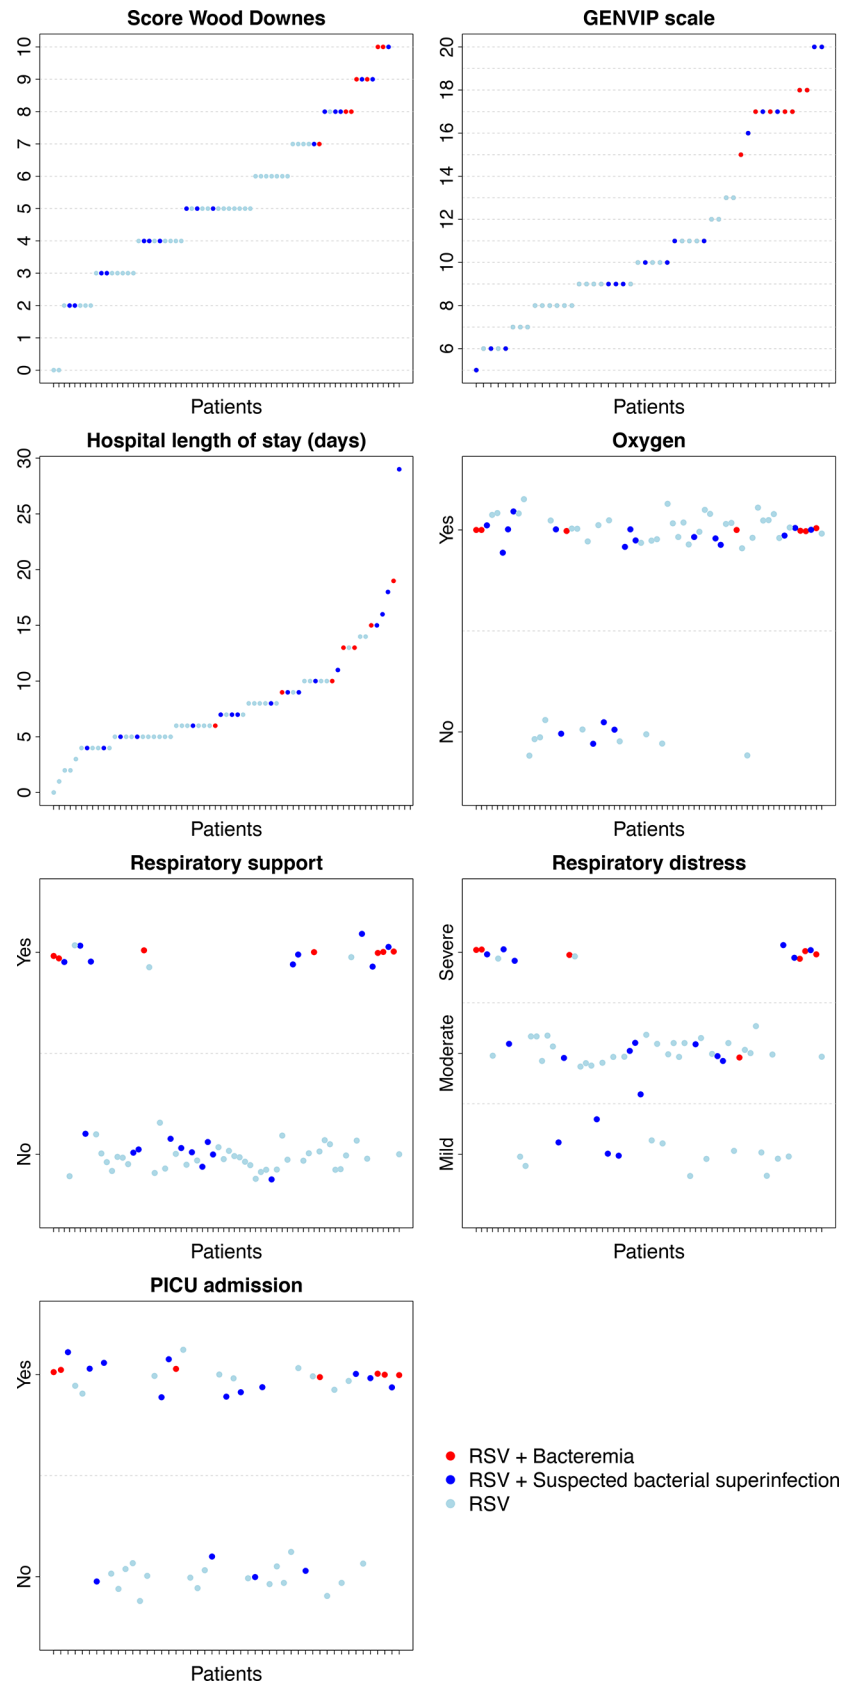 Score Wood Downes
10
9
8
7
6
5
4
3
2
1
0
Patients
GENVIP scale
20
18
16
14
12
10
8
6
Patients
Hospital length of stay (days)
30
25
20
15
10
5
0
Patients
Oxygen
Yes
No
Respiratory support
Yes
No
Patients
Respiratory distress
Severe
Moderate
Mild
Patients
PICU admission
Yes
No
Patients
RSV + Bacteremia
RSV + Suspected bacterial superinfection
RSV